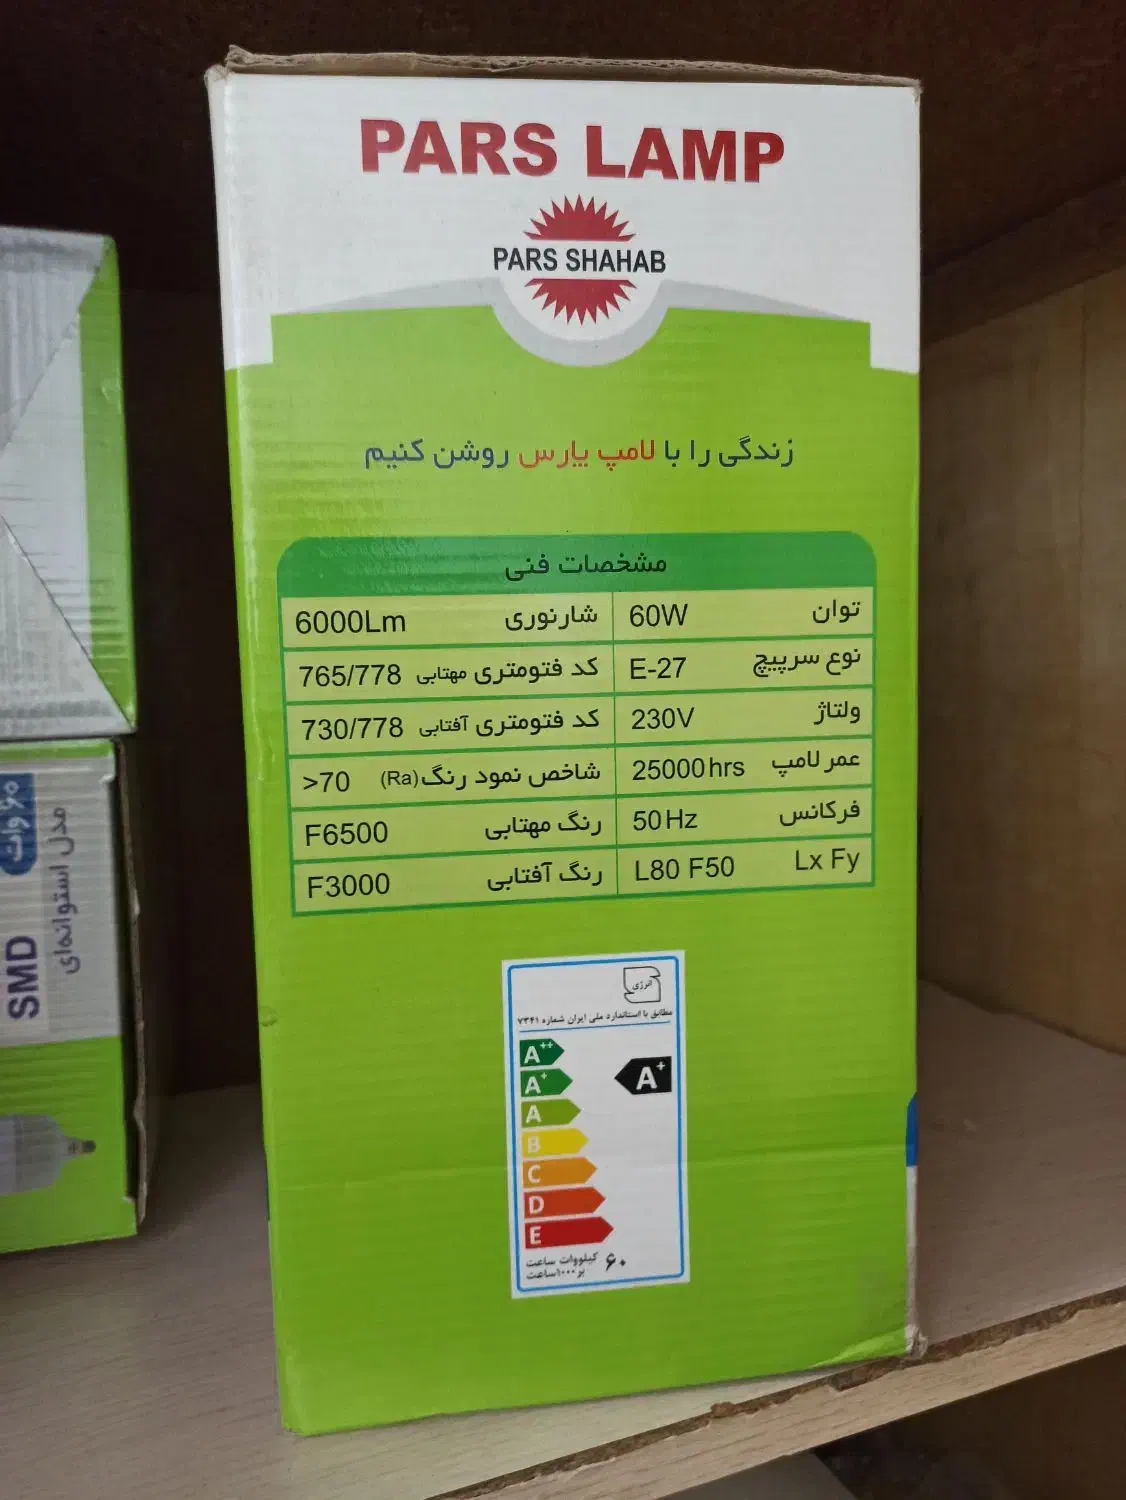 PARS LAMP
PARS SHAHAB
زندگی را با لامپ پارس روشن کنیم
مشخصات فنی
توان 60W شار نوری 6000Lm
نوع سرپیچ E-27 کد فتومتری مهتابی 765/778
ولتاژ 230V کد فتومتری آفتابی 730/778
عمر لامپ 25000hrs شاخص نمود رنگ (Ra) >70
فرکانس 50Hz رنگ مهتابی F6500
Lx Fy L80 F50 رنگ آفتابی F3000
انرژی
مطابق با استاندارد ملی ایران شماره ۷۳۴۱
A++
A+ A+
A
B
C
D
E
۶۰ کیلووات ساعت
بر ۱۰۰۰ساعت
۶۰ وات
مدل استوانه‌ای
SMD